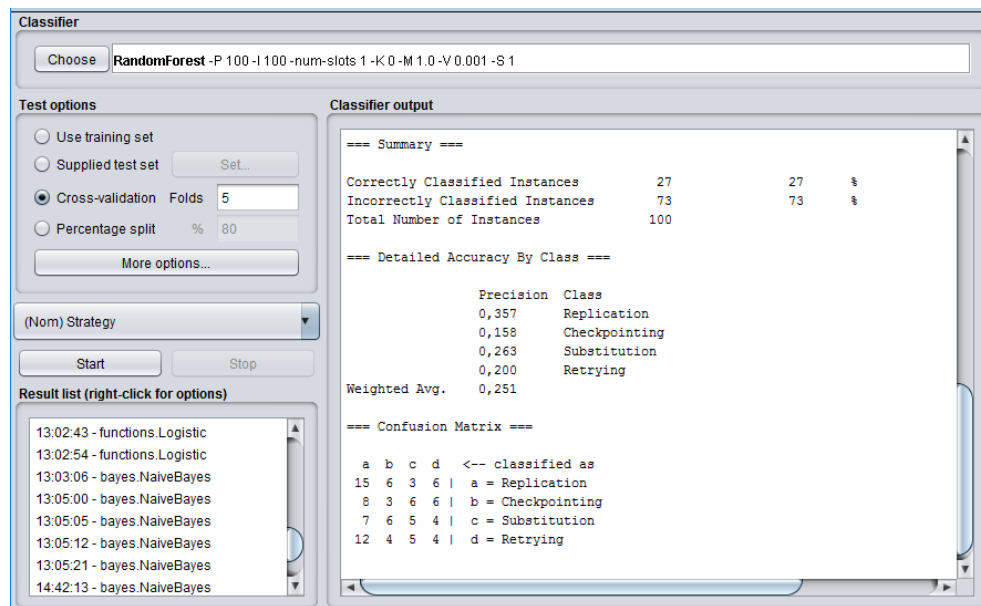 Classifier
Choose RandomForest -P 100 -I 100 -num-slots 1 -K 0 -M 1.0 -V 0.001 -S 1
Test options
Use training set
Supplied test set Set...
Cross-validation Folds 5
Percentage split % 80
More options...
(Nom) Strategy
Start Stop
Result list (right-click for options)
13:02:43 - functions.Logistic
13:02:54 - functions.Logistic
13:03:06 - bayes.NaiveBayes
13:05:00 - bayes.NaiveBayes
13:05:05 - bayes.NaiveBayes
13:05:12 - bayes.NaiveBayes
13:05:21 - bayes.NaiveBayes
14:42:13 - bayes.NaiveBayes
Classifier output
=== Summary ===
Correctly Classified Instances 27 27 %
Incorrectly Classified Instances 73 73 %
Total Number of Instances 100
=== Detailed Accuracy By Class ===
Precision Class
0,357 Replication
0,158 Checkpointing
0,263 Substitution
0,200 Retrying
Weighted Avg. 0,251
=== Confusion Matrix ===
a b c d <-- classified as
15 6 3 6 | a = Replication
8 3 6 6 | b = Checkpointing
7 6 5 4 | c = Substitution
12 4 5 4 | d = Retrying